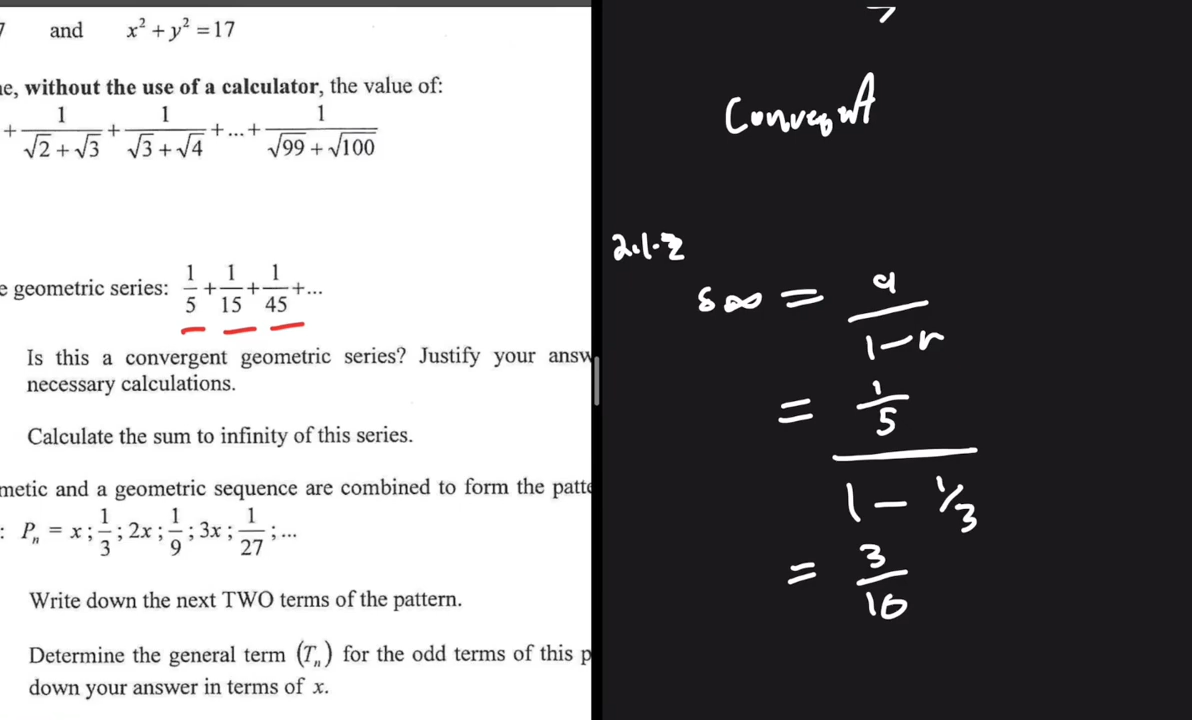 7 and x² + y² = 17
ne, without the use of a calculator, the value of:
+ 1/(√2 + √3) + 1/(√3 + √4) + ... + 1/(√99 + √100)
e geometric series: 1/5 + 1/15 + 1/45 + ...
Is this a convergent geometric series? Justify your answ
necessary calculations.
Calculate the sum to infinity of this series.
metic and a geometric sequence are combined to form the patte
: Pₙ = x ; 1/3 ; 2x ; 1/9 ; 3x ; 1/27 ; ...
Write down the next TWO terms of the pattern.
Determine the general term (Tₙ) for the odd terms of this p
down your answer in terms of x.
Convergent
2.1.2
S∞ = a/(1-r)
= (1/5)/(1 - 1/3)
= 3/10